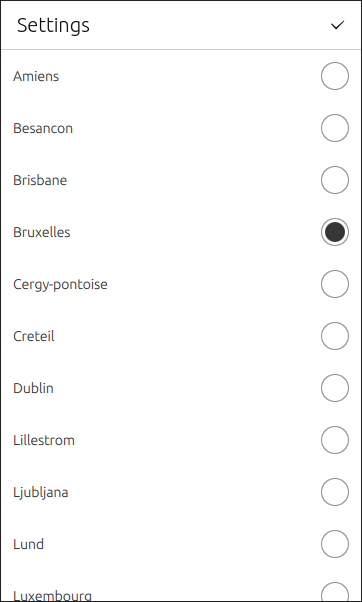 Settings
Amiens
Besancon
Brisbane
Bruxelles
Cergy-pontoise
Creteil
Dublin
Lillestrom
Ljubljana
Lund
Luxembourg